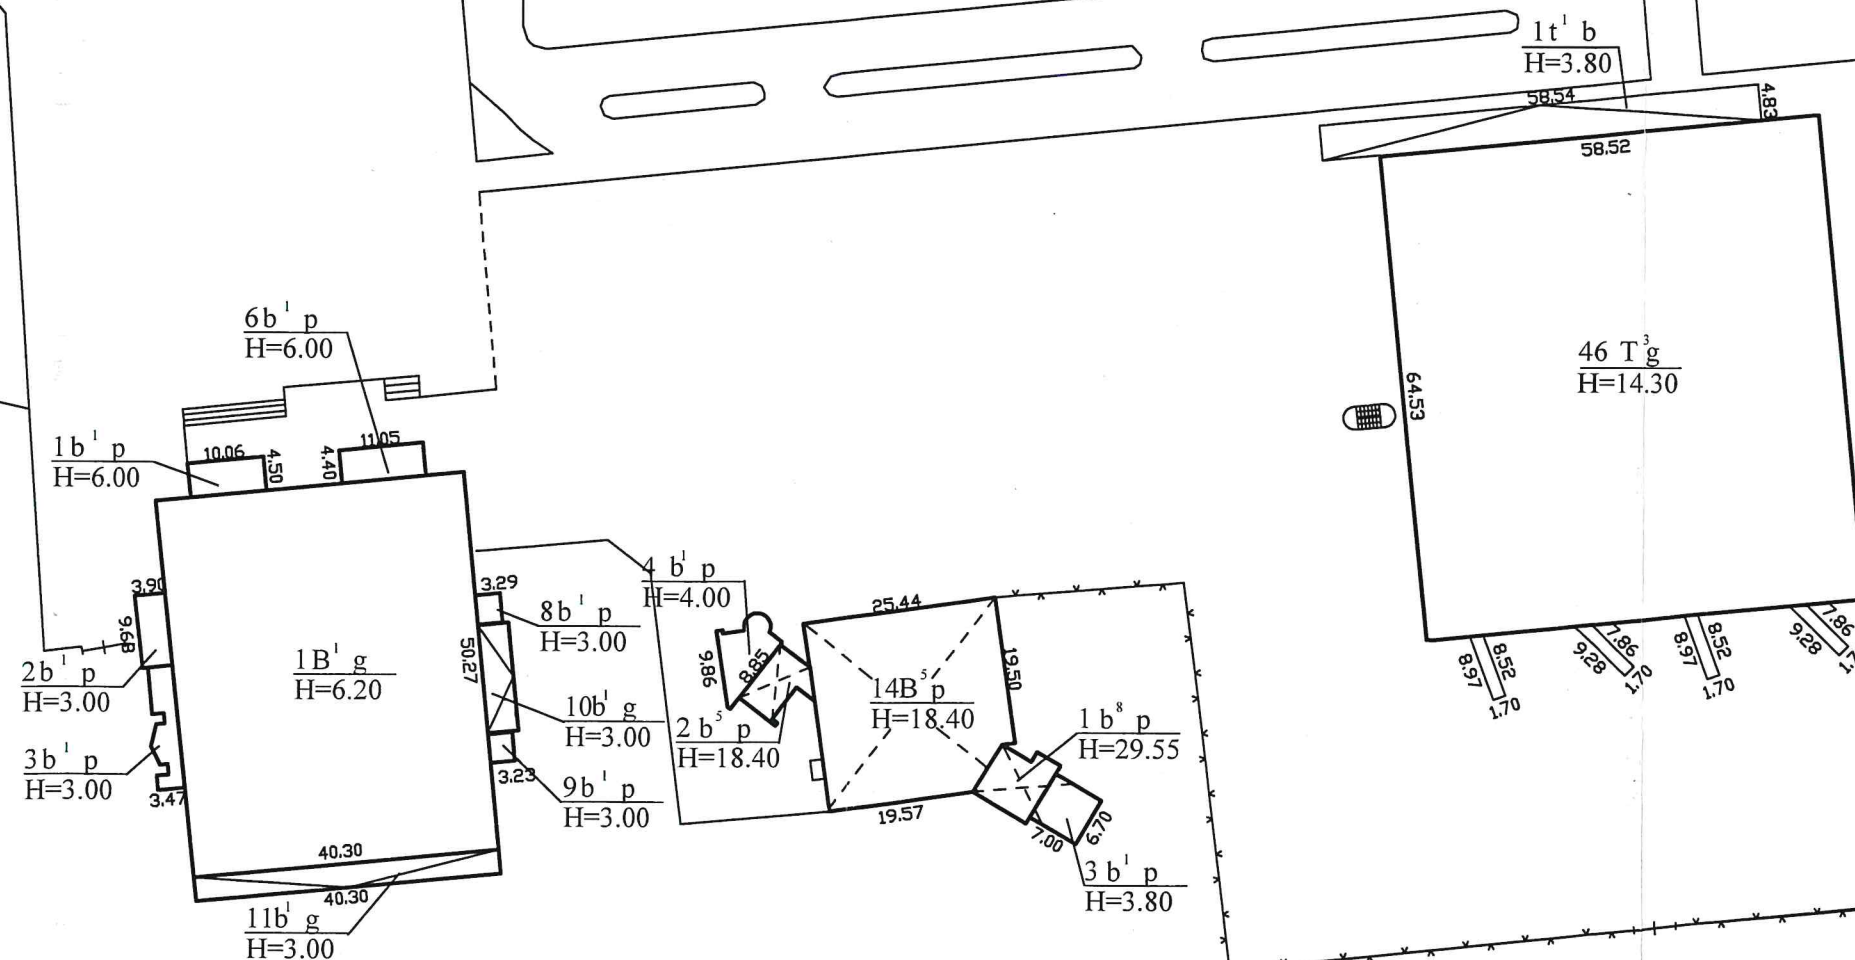 1t¹ b
H=3.80
58.54
4.83
58.52
46 T³g
H=14.30
64.53
6b¹ p
H=6.00
1b¹ p
H=6.00
10.06
4.50
4.40
11.05
3.90
9.68
2b¹ p
H=3.00
3b¹ p
H=3.00
3.47
1B¹ g
H=6.20
50.27
3.29
8b¹ p
H=3.00
10b¹ g
H=3.00
3.23
9b¹ p
H=3.00
40.30
40.30
11b¹ g
H=3.00
4 b¹ p
H=4.00
9.86
8.85
2 b⁵ p
H=18.40
25.44
19.50
14B⁵p
H=18.40
19.57
1 b⁸ p
H=29.55
7.00
6.70
3 b¹ p
H=3.80
8.97
8.52
1.70
9.28
7.86
1.70
8.97
8.52
1.70
9.28
7.86